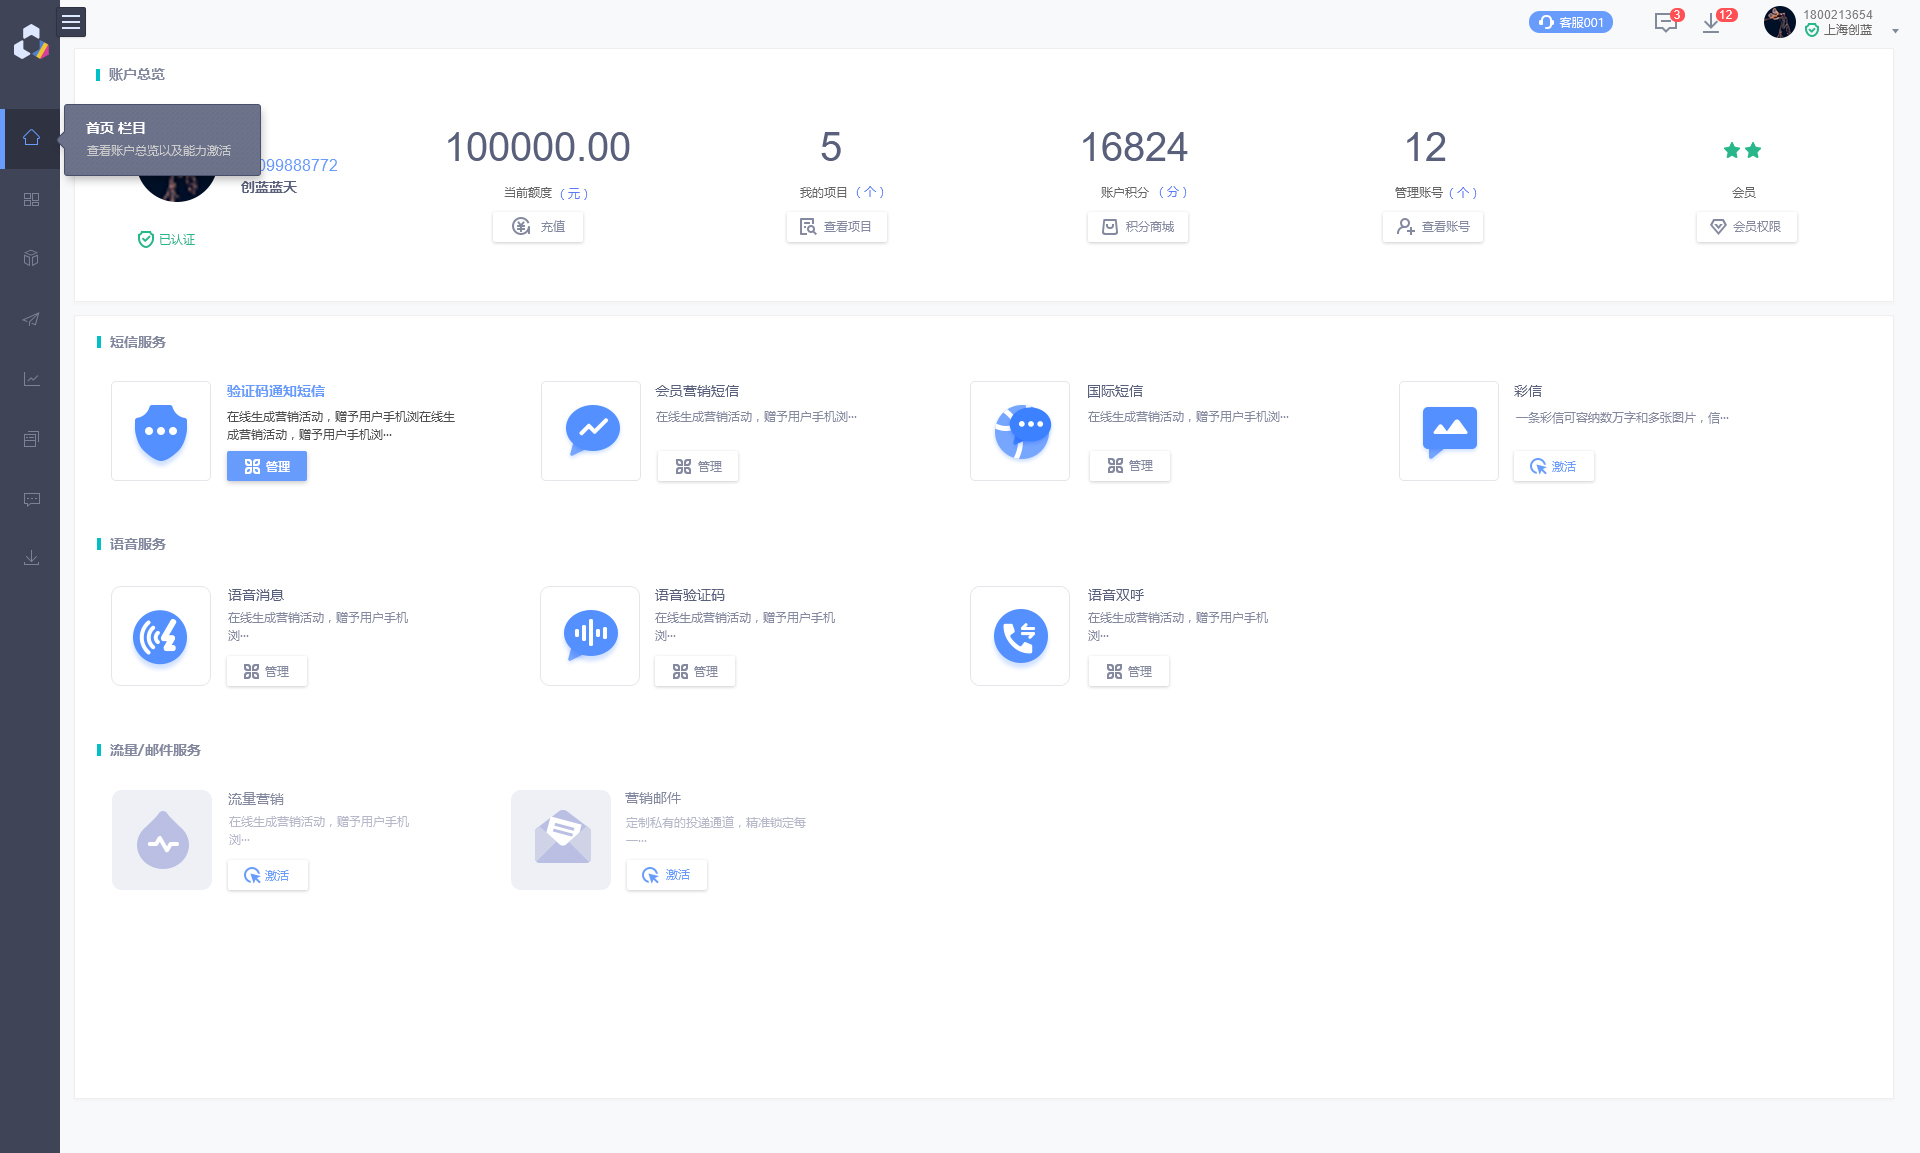 客服001
3
12
1800213654
上海创蓝
账户总览
首页 栏目
查看账户总览以及能力激活
099888772
创蓝蓝天
已认证
100000.00
当前额度（元）
充值
5
我的项目（个）
查看项目
16824
账户积分（分）
积分商城
12
管理账号（个）
查看账号
会员
会员权限
短信服务
验证码通知短信
在线生成营销活动，赠予用户手机浏在线生
成营销活动，赠予用户手机浏···
管理
会员营销短信
在线生成营销活动，赠予用户手机浏···
管理
国际短信
在线生成营销活动，赠予用户手机浏···
管理
彩信
一条彩信可容纳数万字和多张图片，信···
激活
语音服务
语音消息
在线生成营销活动，赠予用户手机
浏···
管理
语音验证码
在线生成营销活动，赠予用户手机
浏···
管理
语音双呼
在线生成营销活动，赠予用户手机
浏···
管理
流量/邮件服务
流量营销
在线生成营销活动，赠予用户手机
浏···
激活
营销邮件
定制私有的投递通道，精准锁定每
一···
激活